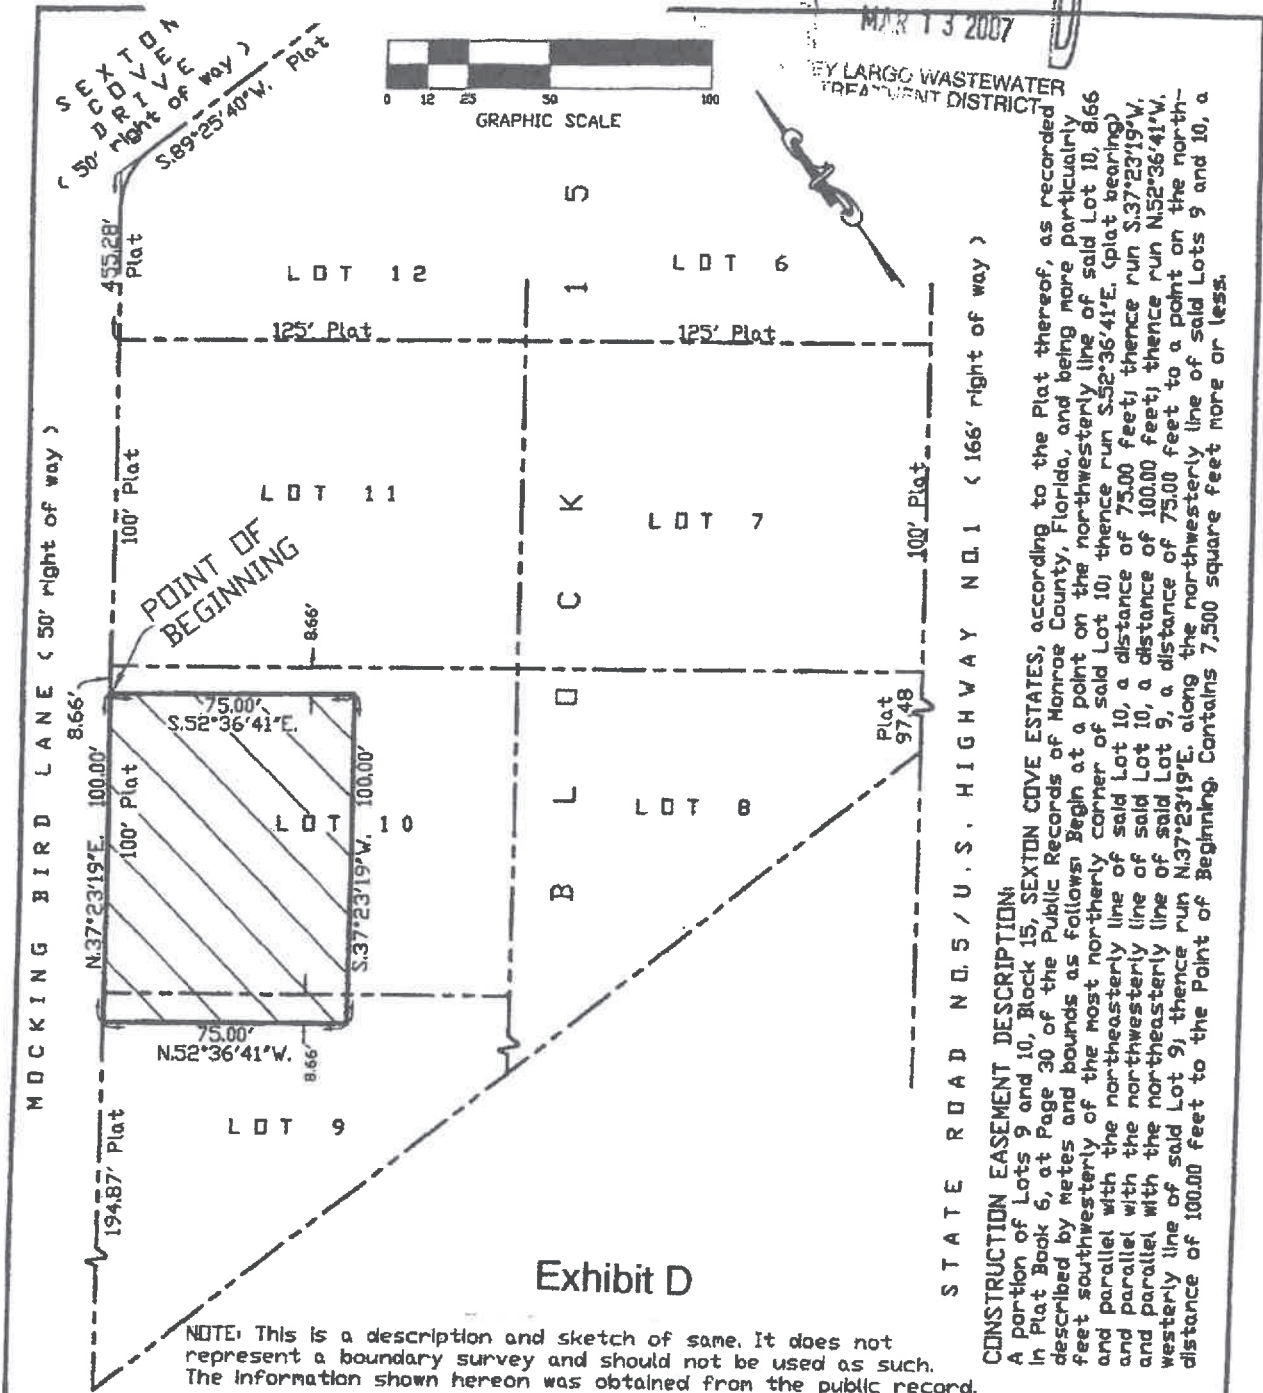 MAR 13 2007
EY LARGO WASTEWATER
TREATMENT DISTRICT
SEXTON
COVE
DRIVE
( 50' right of way )
S.89°25'40"W. Plat
0 12 25 50 100
GRAPHIC SCALE
455.28'
Plat
LOT 12
LOT 6
125' Plat
125' Plat
BLOCK 15
100' Plat
LOT 11
LOT 7
100' Plat
POINT OF
BEGINNING
8.66'
8.66'
75.00'
S.52°36'41"E.
Plat
97.48
MOCKING BIRD LANE ( 50' right of way )
N.37°23'19"E. 100.00'
100' Plat
LOT 10
100.00'
S.37°23'19"W.
LOT 8
75.00'
N.52°36'41"W.
8.66'
LOT 9
194.87' Plat
STATE ROAD NO.5/U.S. HIGHWAY NO.1 ( 166' right of way )
CONSTRUCTION EASEMENT DESCRIPTION:
A portion of Lots 9 and 10, Block 15, SEXTON COVE ESTATES, according to the Plat thereof, as recorded
in Plat Book 6, at Page 30 of the Public Records of Monroe County, Florida, and being more particualrly
described by metes and bounds as follows: Begin at a point on the northwesterly line of said Lot 10, 8.66
feet southwesterly of the most northerly corner of said Lot 10; thence run S.52°36'41"E. (plat bearing)
and parallel with the northeasterly line of said Lot 10, a distance of 75.00 feet; thence run S.37°23'19"W.
and parallel with the northwesterly line of said Lot 10, a distance of 100.00 feet; thence run N.52°36'41"W.
and parallel with the northeasterly line of said Lot 9, a distance of 75.00 feet to a point on the north-
westerly line of said Lot 9; thence run N.37°23'19"E. along the northwesterly line of said Lots 9 and 10, a
distance of 100.00 feet to the Point of Beginning. Contains 7,500 square feet more or less.
Exhibit D
NOTE: This is a description and sketch of same. It does not
represent a boundary survey and should not be used as such.
The information shown hereon was obtained from the public record.